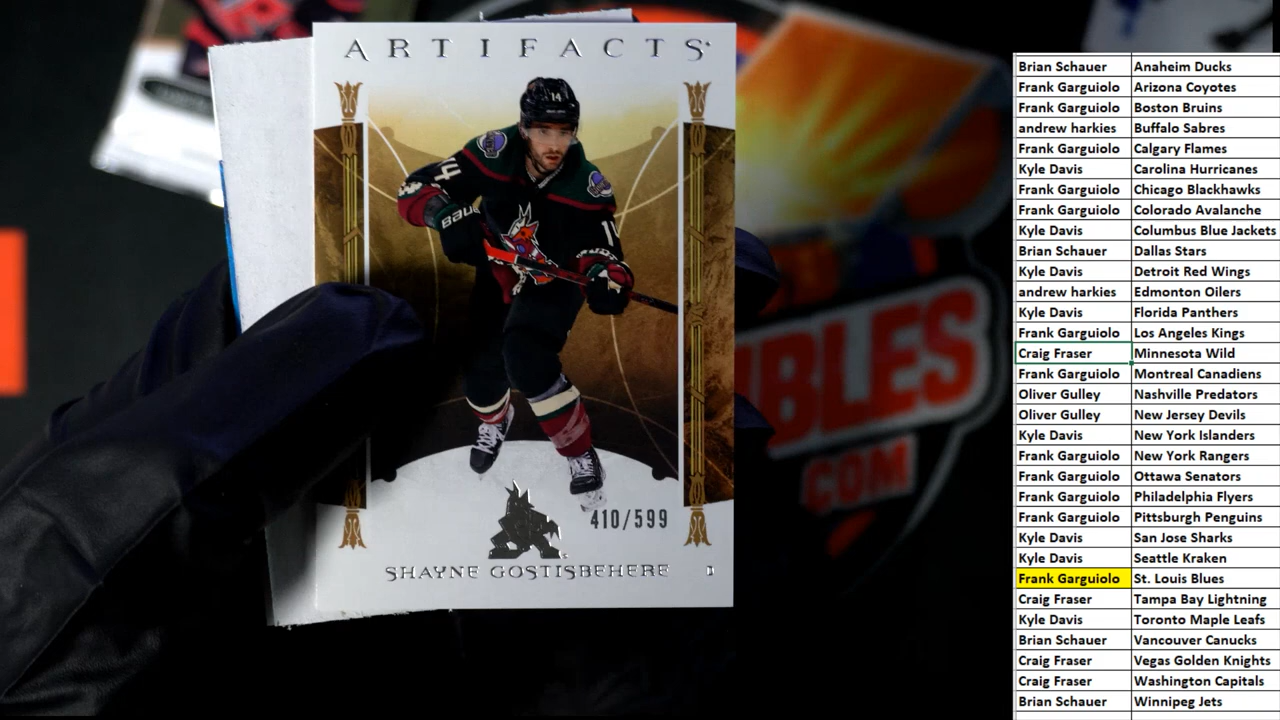 ARTIFACTS
14
14
BAUER
1
410/599
SHAYNE GOSTISBEHERE D
BLES
COM
Brian Schauer Anaheim Ducks
Frank Garguiolo Arizona Coyotes
Frank Garguiolo Boston Bruins
andrew harkies Buffalo Sabres
Frank Garguiolo Calgary Flames
Kyle Davis Carolina Hurricanes
Frank Garguiolo Chicago Blackhawks
Frank Garguiolo Colorado Avalanche
Kyle Davis Columbus Blue Jackets
Brian Schauer Dallas Stars
Kyle Davis Detroit Red Wings
andrew harkies Edmonton Oilers
Kyle Davis Florida Panthers
Frank Garguiolo Los Angeles Kings
Craig Fraser Minnesota Wild
Frank Garguiolo Montreal Canadiens
Oliver Gulley Nashville Predators
Oliver Gulley New Jersey Devils
Kyle Davis New York Islanders
Frank Garguiolo New York Rangers
Frank Garguiolo Ottawa Senators
Frank Garguiolo Philadelphia Flyers
Frank Garguiolo Pittsburgh Penguins
Kyle Davis San Jose Sharks
Kyle Davis Seattle Kraken
Frank Garguiolo St. Louis Blues
Craig Fraser Tampa Bay Lightning
Kyle Davis Toronto Maple Leafs
Brian Schauer Vancouver Canucks
Craig Fraser Vegas Golden Knights
Craig Fraser Washington Capitals
Brian Schauer Winnipeg Jets